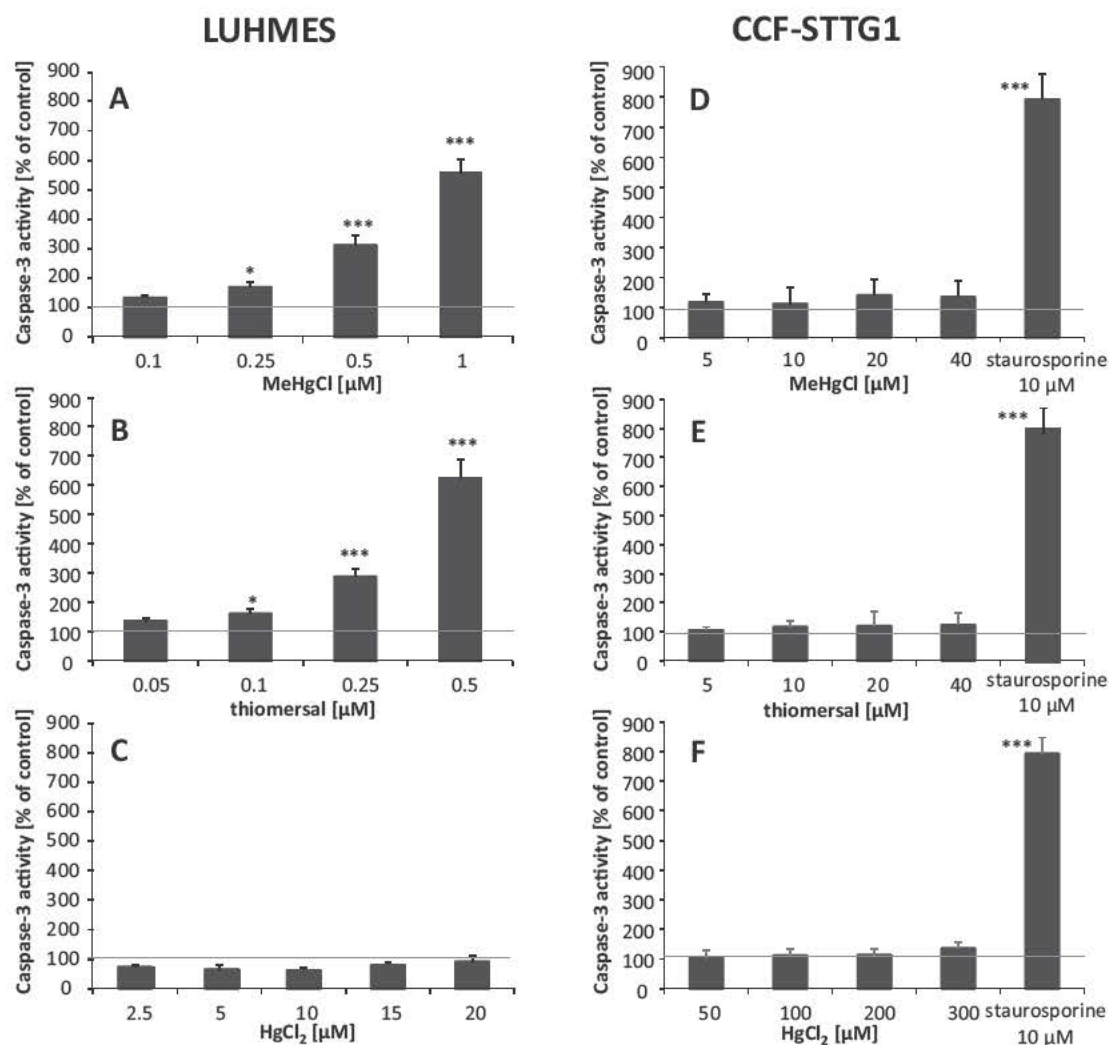 LUHMES
CCF-STTG1
A
Caspase-3 activity [% of control]
900
800
700
600
500
400
300
200
100
0
*
***
***
0.1 0.25 0.5 1
MeHgCl [µM]
D
Caspase-3 activity [% of control]
900
800
700
600
500
400
300
200
100
0
***
5 10 20 40 staurosporine
MeHgCl [µM] 10 µM
B
Caspase-3 activity [% of control]
900
800
700
600
500
400
300
200
100
0
*
***
***
0.05 0.1 0.25 0.5
thiomersal [µM]
E
Caspase-3 activity [% of control]
900
800
700
600
500
400
300
200
100
0
***
5 10 20 40 staurosporine
thiomersal [µM] 10 µM
C
Caspase-3 activity [% of control]
900
800
700
600
500
400
300
200
100
0
2.5 5 10 15 20
HgCl₂ [µM]
F
Caspase-3 activity [% of control]
900
800
700
600
500
400
300
200
100
0
***
50 100 200 300 staurosporine
HgCl₂ [µM] 10 µM